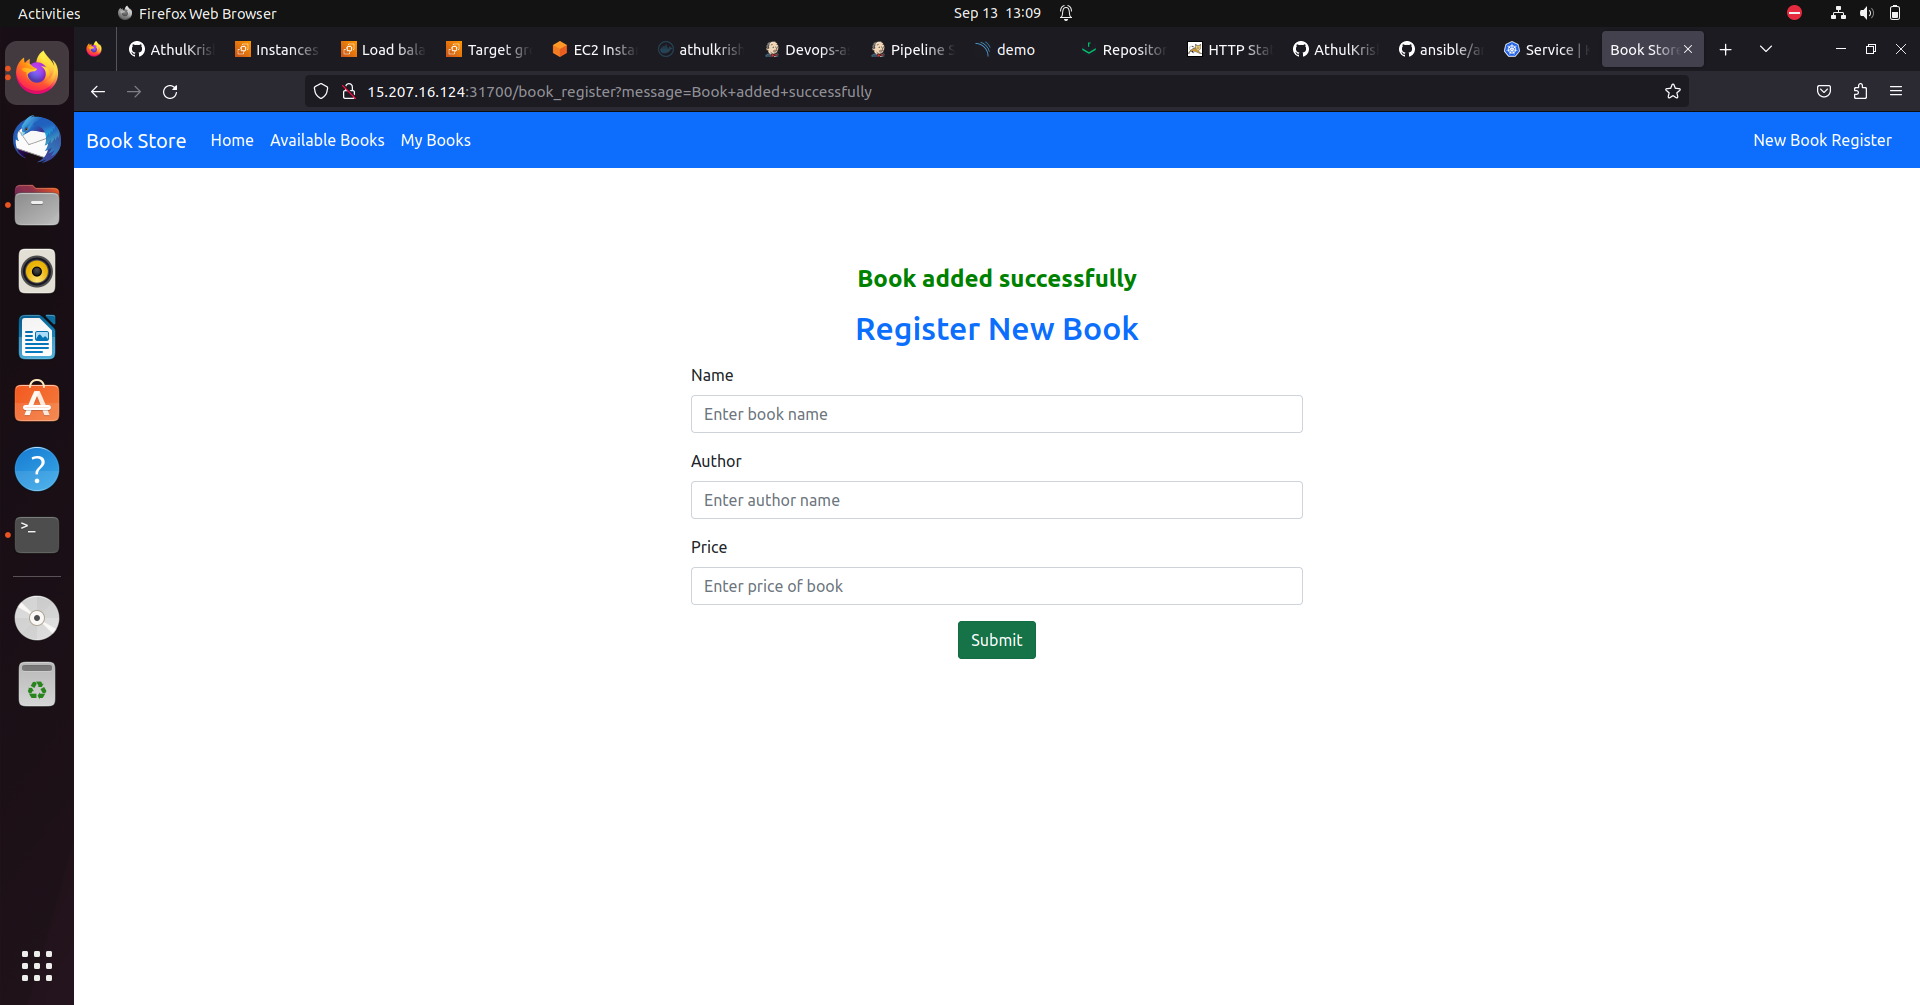 Activities Firefox Web Browser Sep 13 13:09
AthulKris Instances Load bala Target gr EC2 Insta athulkrish Devops-a Pipeline S demo Repositor HTTP Sta AthulKris ansible/a Service | Book Store
15.207.16.124:31700/book_register?message=Book+added+successfully
Book Store Home Available Books My Books New Book Register
Book added successfully
Register New Book
Name
Enter book name
Author
Enter author name
Price
Enter price of book
Submit